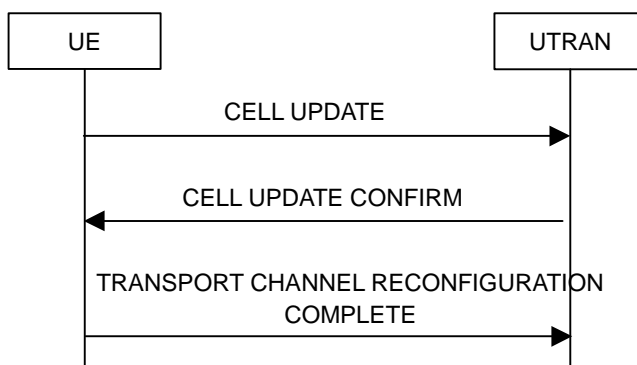 UE
UTRAN
CELL UPDATE
CELL UPDATE CONFIRM
TRANSPORT CHANNEL RECONFIGURATION
COMPLETE